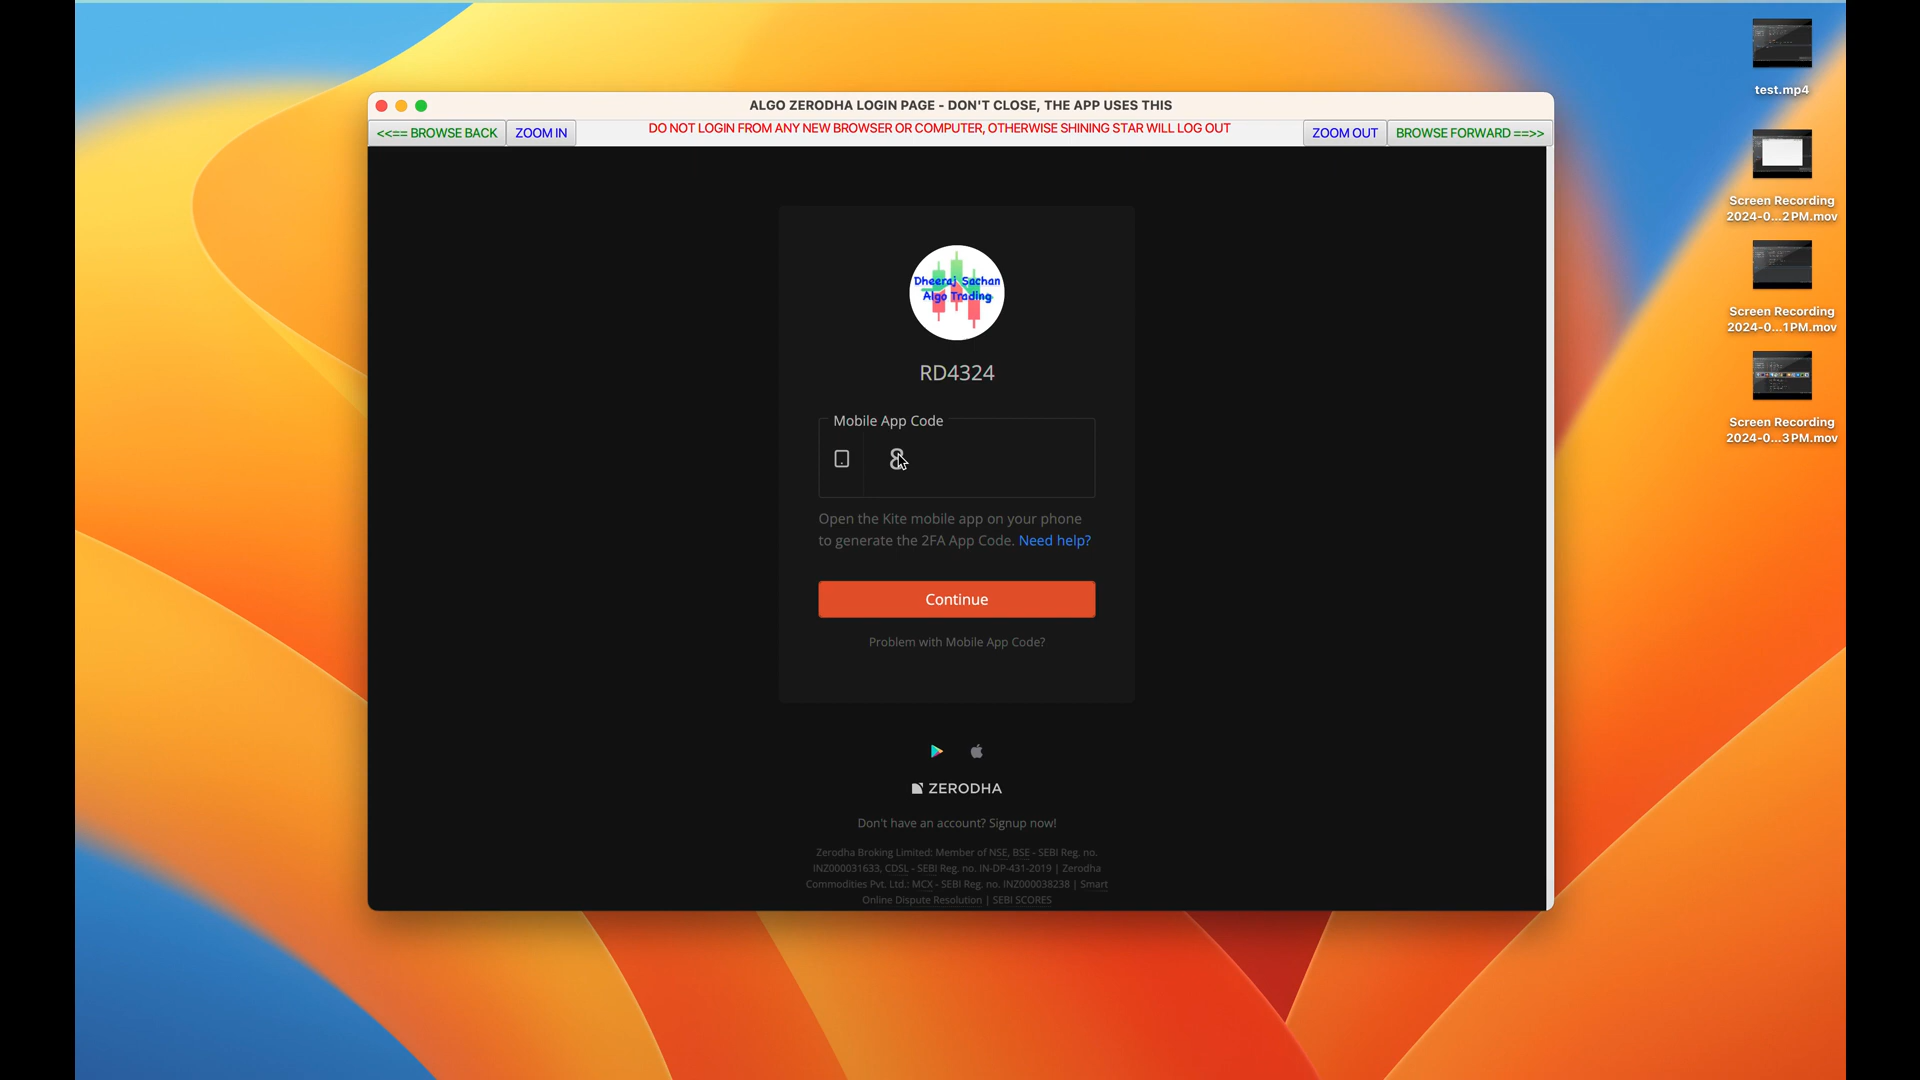 test.mp4
Screen Recording
2024-0...2 PM.mov
Screen Recording
2024-0...1 PM.mov
Screen Recording
2024-0...3 PM.mov
ALGO ZERODHA LOGIN PAGE - DON'T CLOSE, THE APP USES THIS
<<== BROWSE BACK
ZOOM IN
DO NOT LOGIN FROM ANY NEW BROWSER OR COMPUTER, OTHERWISE SHINING STAR WILL LOG OUT
ZOOM OUT
BROWSE FORWARD ==>>
Dheeraj Sachan
Algo Trading
RD4324
Mobile App Code
8
Open the Kite mobile app on your phone
to generate the 2FA App Code. Need help?
Continue
Problem with Mobile App Code?
ZERODHA
Don't have an account? Signup now!
Zerodha Broking Limited: Member of NSE, BSE - SEBI Reg. no.
INZ000031633, CDSL - SEBI Reg. no. IN-DP-431-2019 | Zerodha
Commodities Pvt. Ltd.: MCX - SEBI Reg. no. INZ000038238 | Smart
Online Dispute Resolution | SEBI SCORES